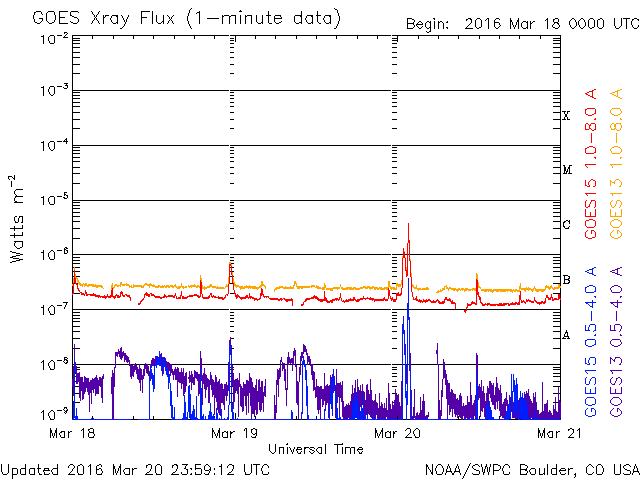 GOES Xray Flux (1-minute data)
Begin: 2016 Mar 18 0000 UTC
10-2
10-3
10-4
10-5
10-6
10-7
10-8
10-9
Watts m-2
X
M
C
B
A
GOES15 1.0-8.0 A
GOES13 1.0-8.0 A
GOES15 0.5-4.0 A
GOES13 0.5-4.0 A
Mar 18
Mar 19
Mar 20
Mar 21
Universal Time
Updated 2016 Mar 20 23:59:12 UTC
NOAA/SWPC Boulder, CO USA